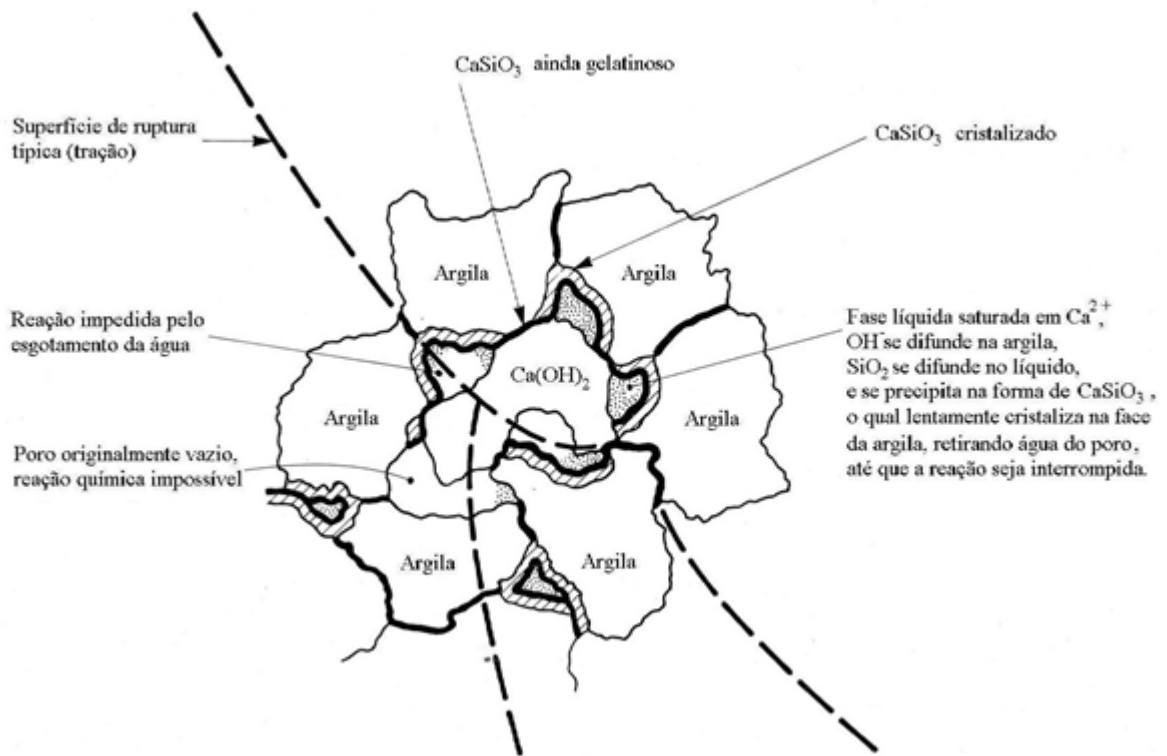 CaSiO3 ainda gelatinoso
Superfície de ruptura
típica (tração)
CaSiO3 cristalizado
Argila
Argila
Reação impedida pelo
esgotamento da água
Fase líquida saturada em Ca2+,
OH-se difunde na argila,
SiO2 se difunde no líquido,
e se precipita na forma de CaSiO3 ,
o qual lentamente cristaliza na face
da argila, retirando água do poro,
até que a reação seja interrompida.
Ca(OH)2
Argila
Argila
Poro originalmente vazio,
reação química impossível
Argila
Argila